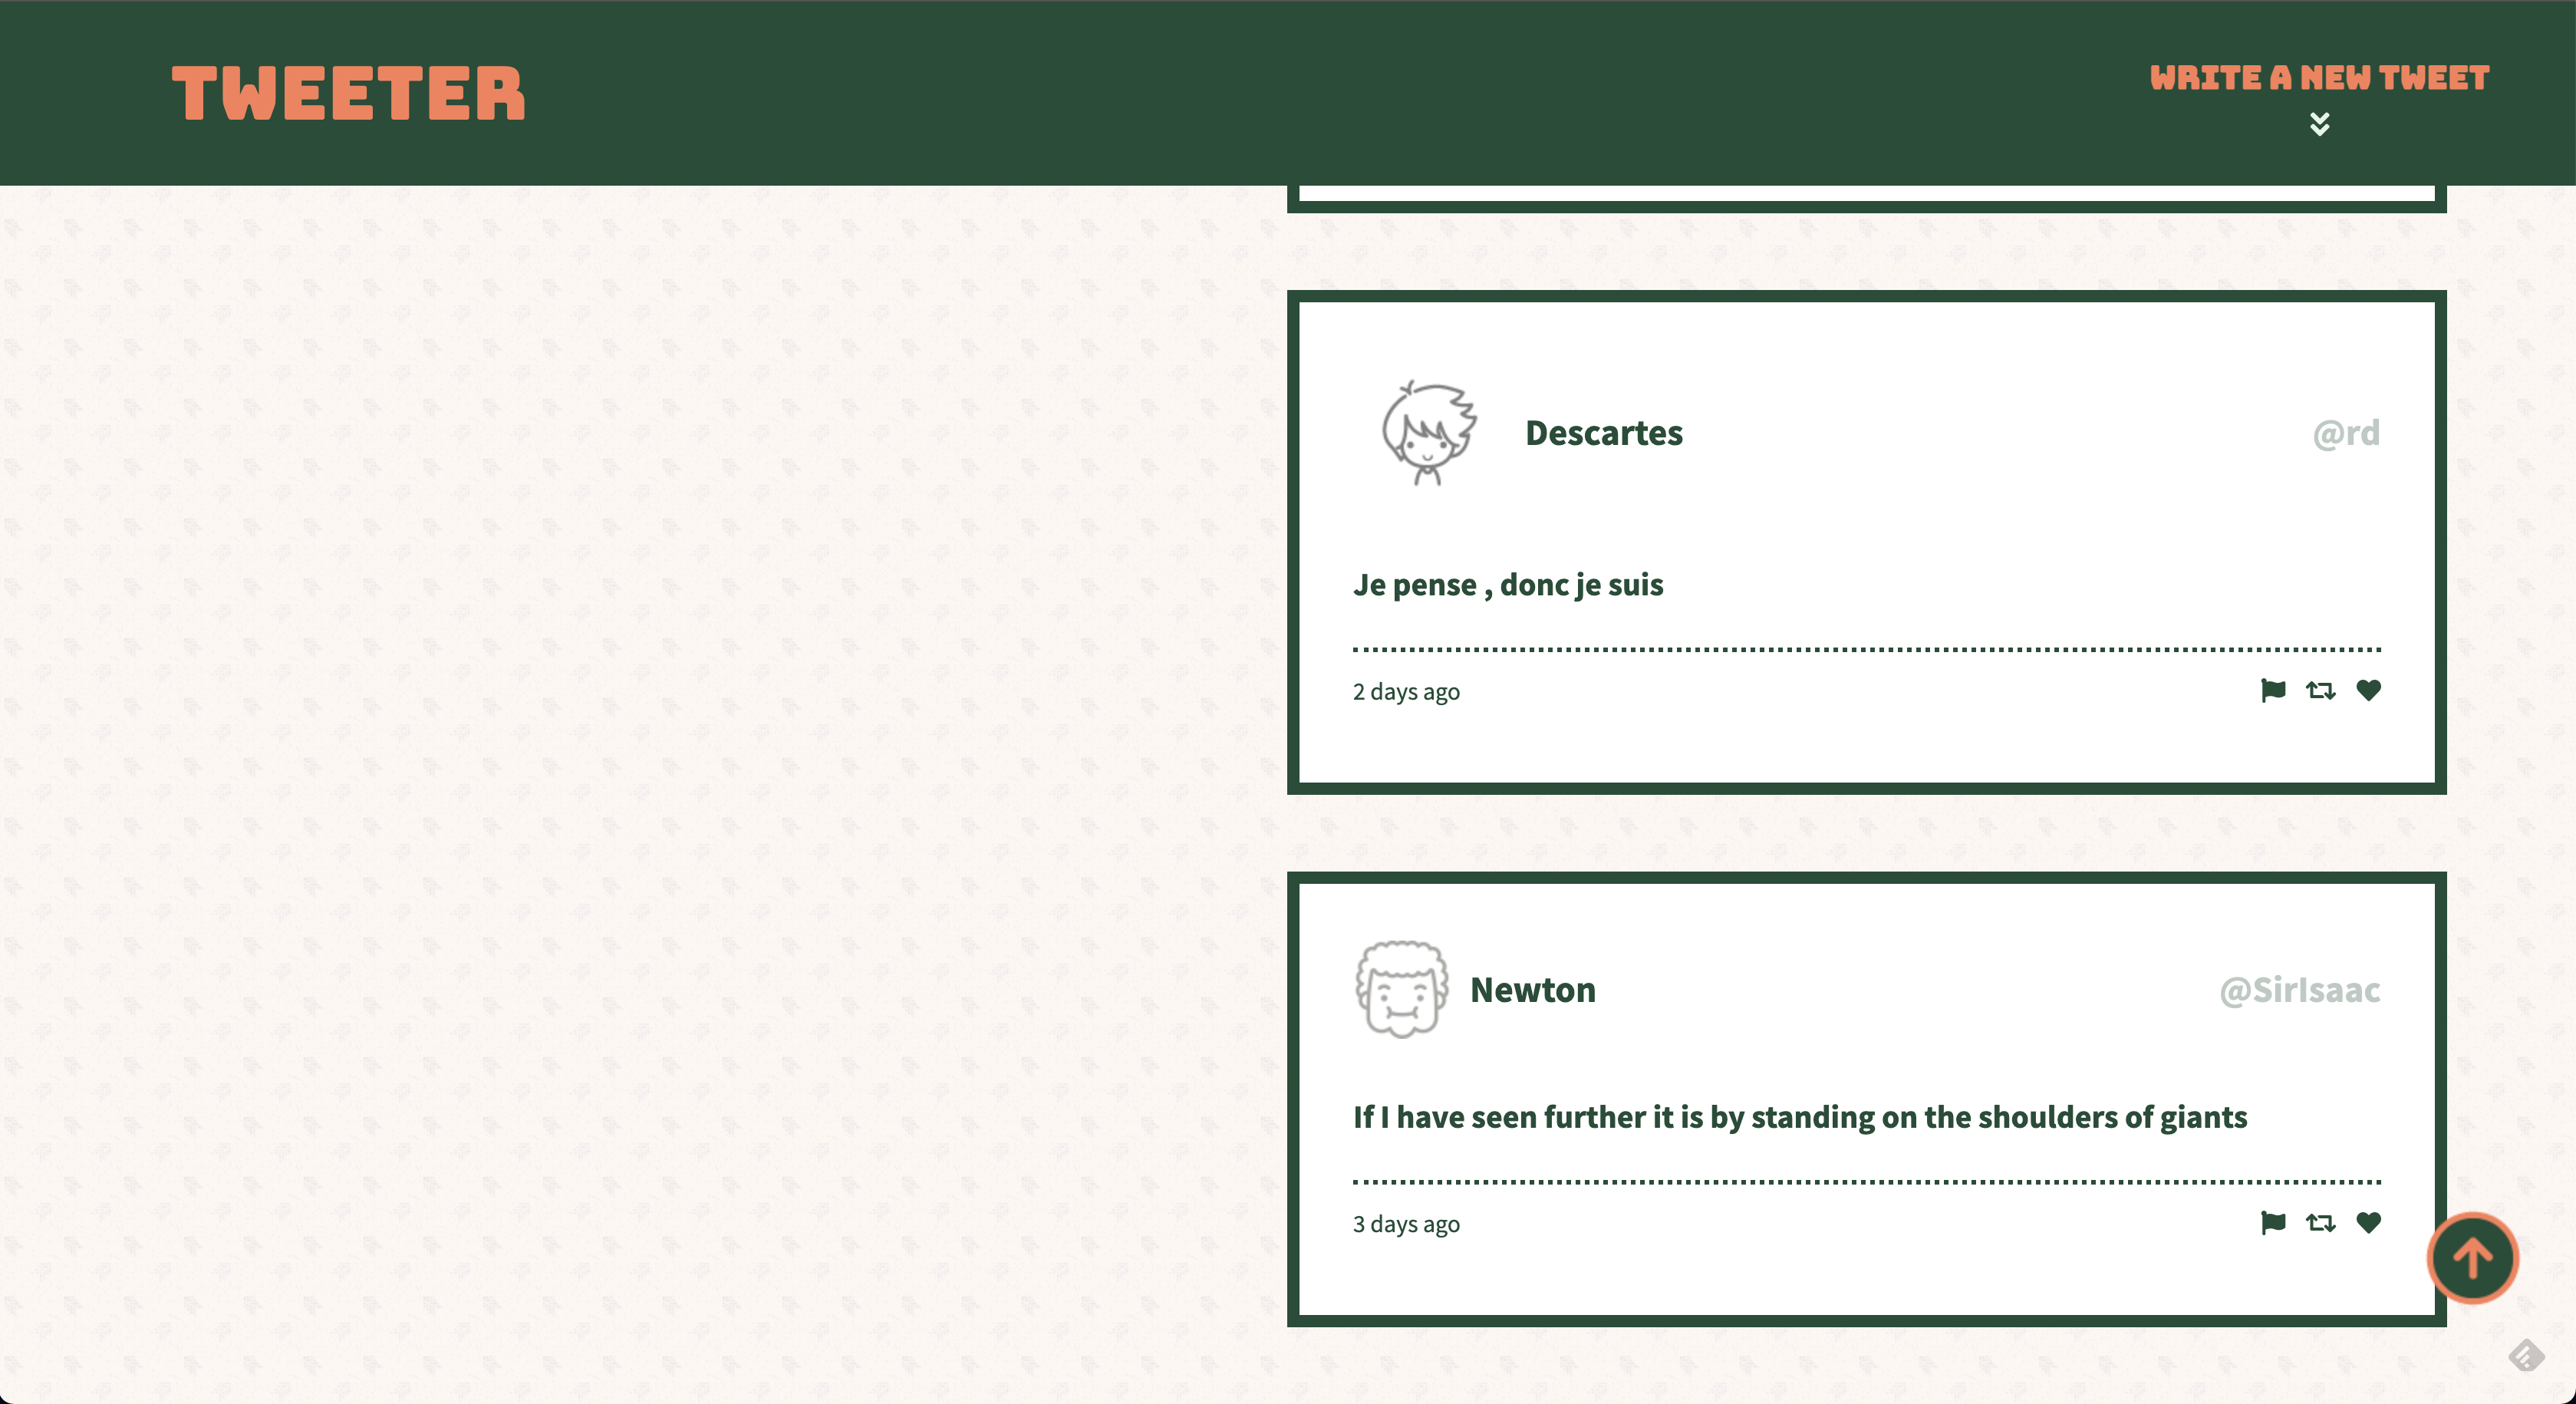 TWEETER
WRITE A NEW TWEET
Descartes
@rd
Je pense , donc je suis
2 days ago
Newton
@SirIsaac
If I have seen further it is by standing on the shoulders of giants
3 days ago